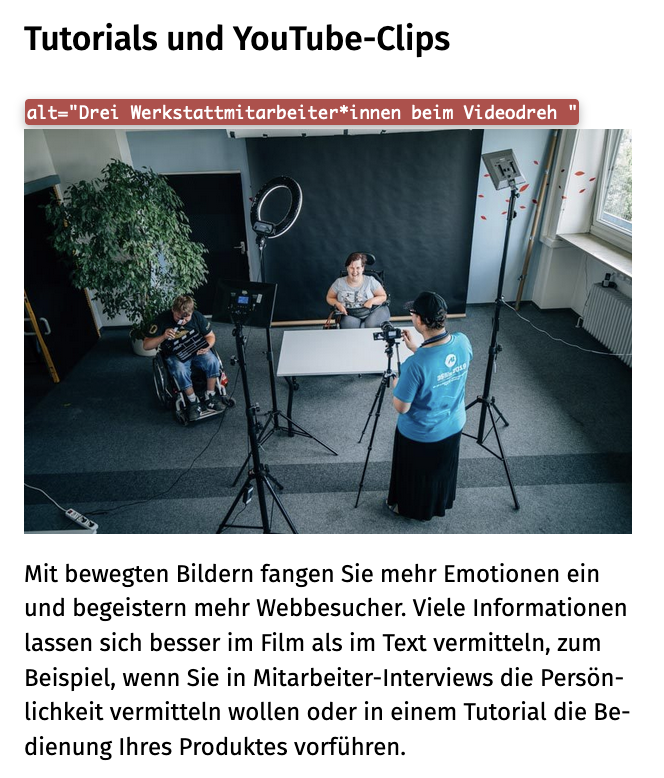 Tutorials und YouTube-Clips
alt="Drei Werkstattmitarbeiter*innen beim Videodreh "
Mit bewegten Bildern fangen Sie mehr Emotionen ein
und begeistern mehr Webbesucher. Viele Informationen
lassen sich besser im Film als im Text vermitteln, zum
Beispiel, wenn Sie in Mitarbeiter-Interviews die Persön-
lichkeit vermitteln wollen oder in einem Tutorial die Be-
dienung Ihres Produktes vorführen.